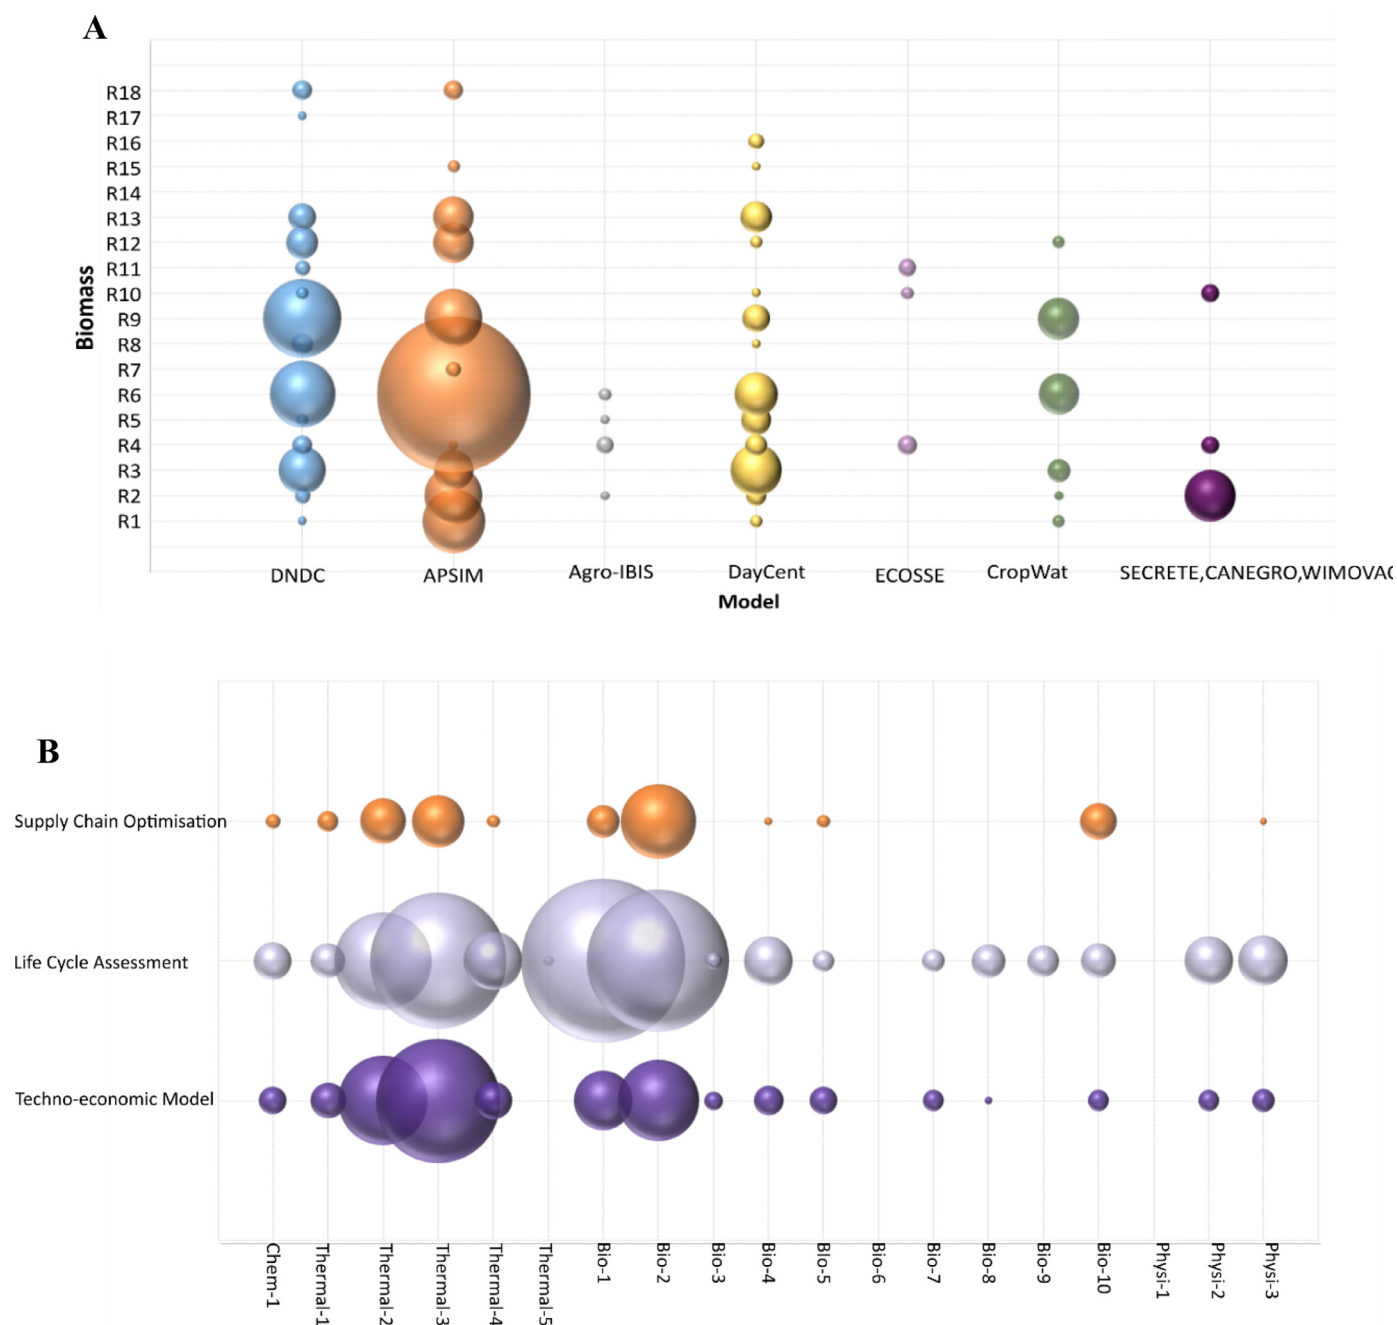 A
R18
R17
R16
R15
R14
R13
R12
R11
R10
R9
R8
R7
R6
R5
R4
R3
R2
R1
Biomass
DNDC APSIM Agro-IBIS DayCent ECOSSE CropWat SECRETE,CANEGRO,WIMOVAC
Model
B
Supply Chain Optimisation
Life Cycle Assessment
Techno-economic Model
Chem-1
Thermal-1
Thermal-2
Thermal-3
Thermal-4
Thermal-5
Bio-1
Bio-2
Bio-3
Bio-4
BIo-5
Bio-6
Bio-7
Bio-8
Bio-9
Bio-10
Physi-1
Physi-2
Physi-3